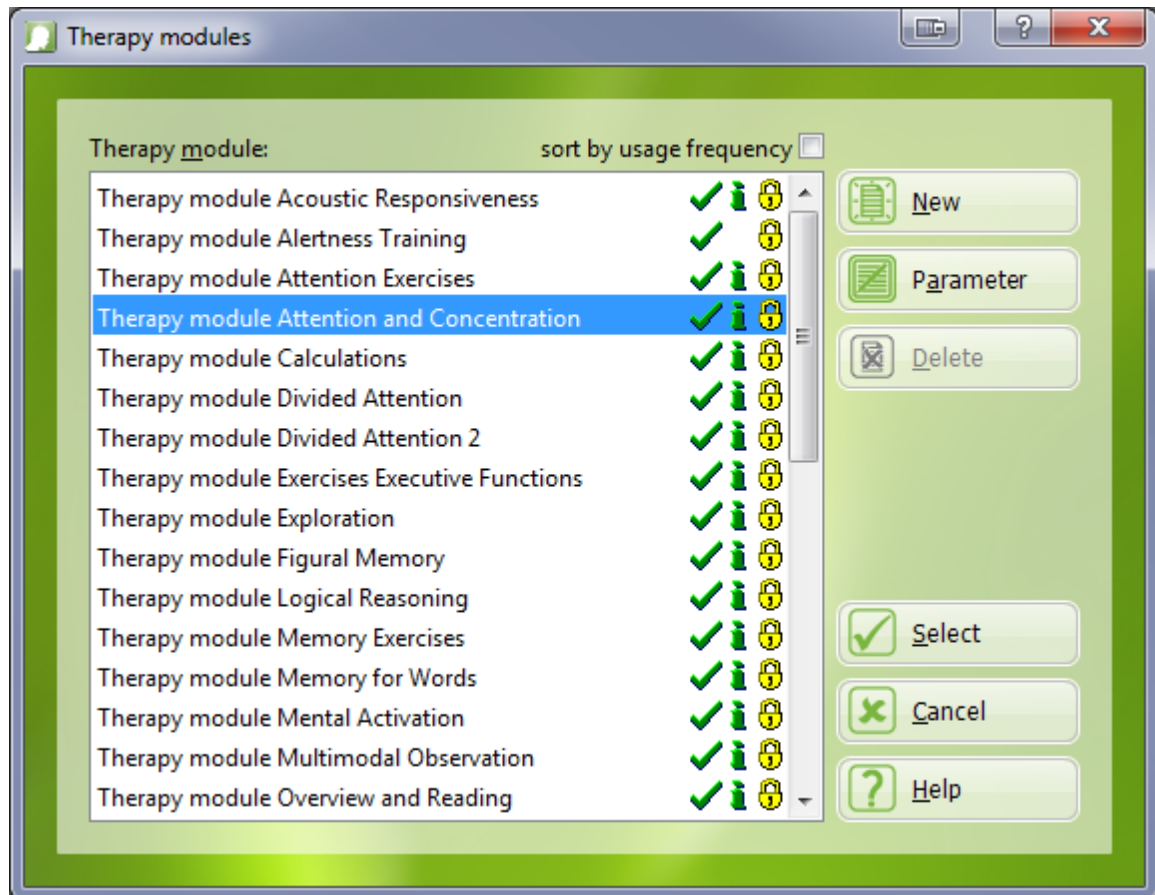 Therapy modules
Therapy module: sort by usage frequency
Therapy module Acoustic Responsiveness
Therapy module Alertness Training
Therapy module Attention Exercises
Therapy module Attention and Concentration
Therapy module Calculations
Therapy module Divided Attention
Therapy module Divided Attention 2
Therapy module Exercises Executive Functions
Therapy module Exploration
Therapy module Figural Memory
Therapy module Logical Reasoning
Therapy module Memory Exercises
Therapy module Memory for Words
Therapy module Mental Activation
Therapy module Multimodal Observation
Therapy module Overview and Reading
New
Parameter
Delete
Select
Cancel
Help